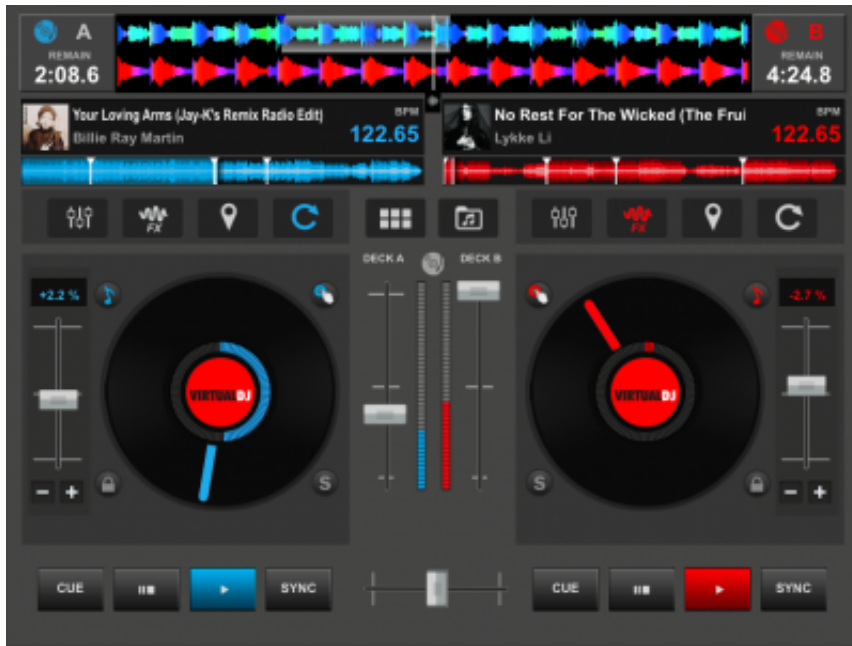 A
REMAIN
2:08.6
B
REMAIN
4:24.8
Your Loving Arms (Jay-K's Remix Radio Edit)
Billie Ray Martin
BPM
122.65
No Rest For The Wicked (The Frui
Lykke Li
BPM
122.65
FX
FX
DECK A
DECK B
+2.2 %
VIRTUALDJ
S
- +
-2.7 %
VIRTUALDJ
S
- +
CUE
SYNC
CUE
SYNC